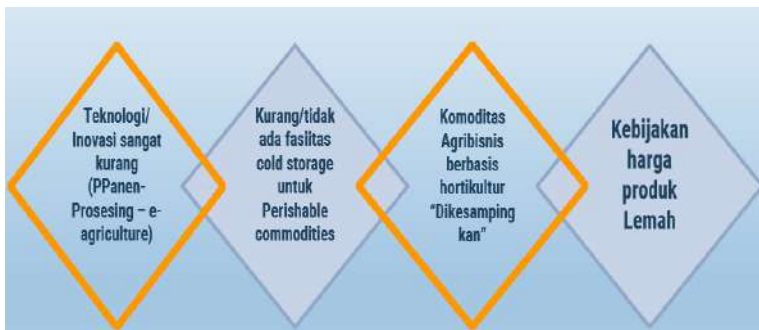 Teknologi/
Inovasi sangat
kurang
(PPanen-
Prosesing – e-
agriculture)
Kurang/tidak
ada fasiitas
cold storage
untuk
Perishable
commodities
Komoditas
Agribisnis
berbasis
hortikultur
“Dikesamping
kan”
Kebijakan
harga
produk
Lemah